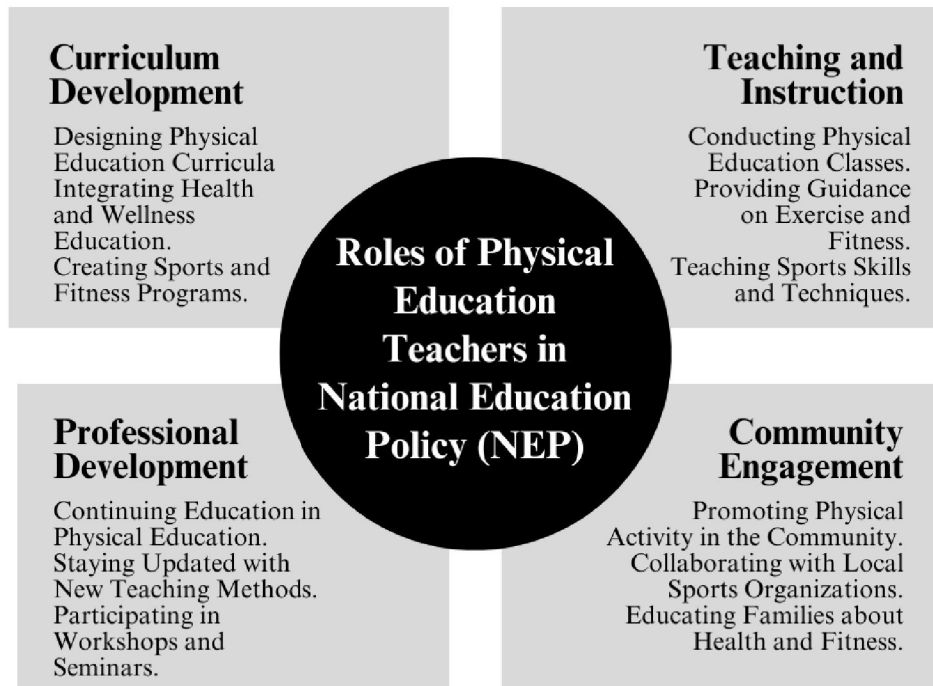 Curriculum
Development
Designing Physical
Education Curricula
Integrating Health
and Wellness
Education.
Creating Sports and
Fitness Programs.
Teaching and
Instruction
Conducting Physical
Education Classes.
Providing Guidance
on Exercise and
Fitness.
Teaching Sports Skills
and Techniques.
Roles of Physical
Education
Teachers in
National Education
Policy (NEP)
Professional
Development
Continuing Education in
Physical Education.
Staying Updated with
New Teaching Methods.
Participating in
Workshops and
Seminars.
Community
Engagement
Promoting Physical
Activity in the Community.
Collaborating with Local
Sports Organizations.
Educating Families about
Health and Fitness.